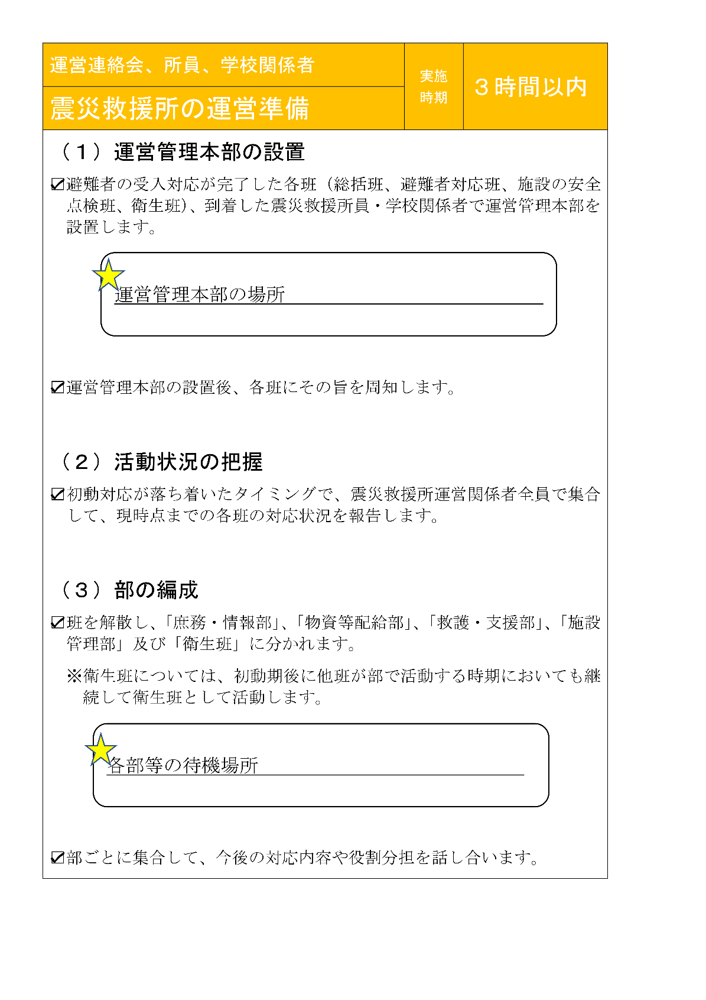 運営連絡会、所員、学校関係者
震災救援所の運営準備
実施
時期
３時間以内
（１）運営管理本部の設置
☑避難者の受入対応が完了した各班（総括班、避難者対応班、施設の安全
点検班、衛生班）、到着した震災救援所員・学校関係者で運営管理本部を
設置します。
運営管理本部の場所
☑運営管理本部の設置後、各班にその旨を周知します。
（２）活動状況の把握
☑初動対応が落ち着いたタイミングで、震災救援所運営関係者全員で集合
して、現時点までの各班の対応状況を報告します。
（３）部の編成
☑班を解散し、「庶務・情報部」、「物資等配給部」、「救護・支援部」、「施設
管理部」及び「衛生班」に分かれます。
※衛生班については、初動期後に他班が部で活動する時期においても継
続して衛生班として活動します。
各部等の待機場所
☑部ごとに集合して、今後の対応内容や役割分担を話し合います。